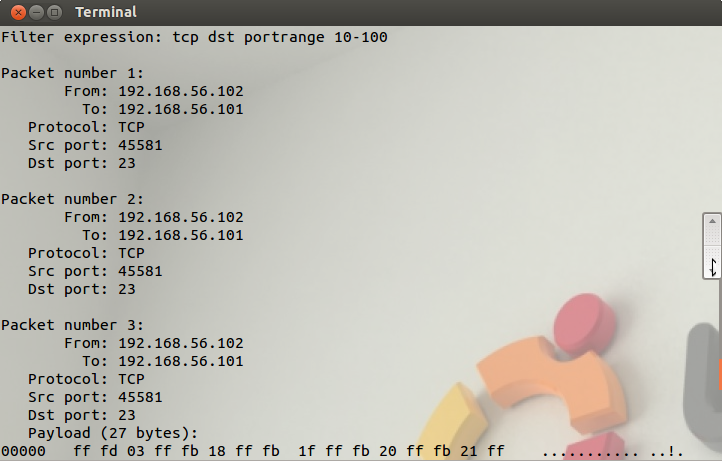 Terminal
Filter expression: tcp dst portrange 10-100
Packet number 1:
From: 192.168.56.102
To: 192.168.56.101
Protocol: TCP
Src port: 45581
Dst port: 23
Packet number 2:
From: 192.168.56.102
To: 192.168.56.101
Protocol: TCP
Src port: 45581
Dst port: 23
Packet number 3:
From: 192.168.56.102
To: 192.168.56.101
Protocol: TCP
Src port: 45581
Dst port: 23
Payload (27 bytes):
00000   ff fd 03 ff fb 18 ff fb  1f ff fb 20 ff fb 21 ff    ........... ..!.